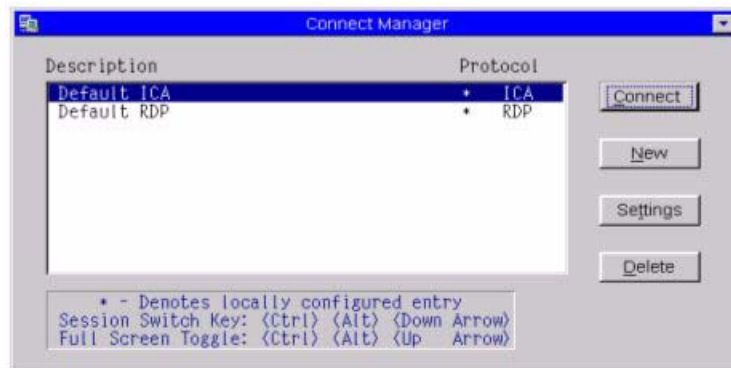 Connect Manager
Description Protocol
Default ICA * ICA
Default RDP * RDP
Connect
New
Settings
Delete
* - Denotes locally configured entry
Session Switch Key: <Ctrl> <Alt> <Down Arrow>
Full Screen Toggle: <Ctrl> <Alt> <Up Arrow>